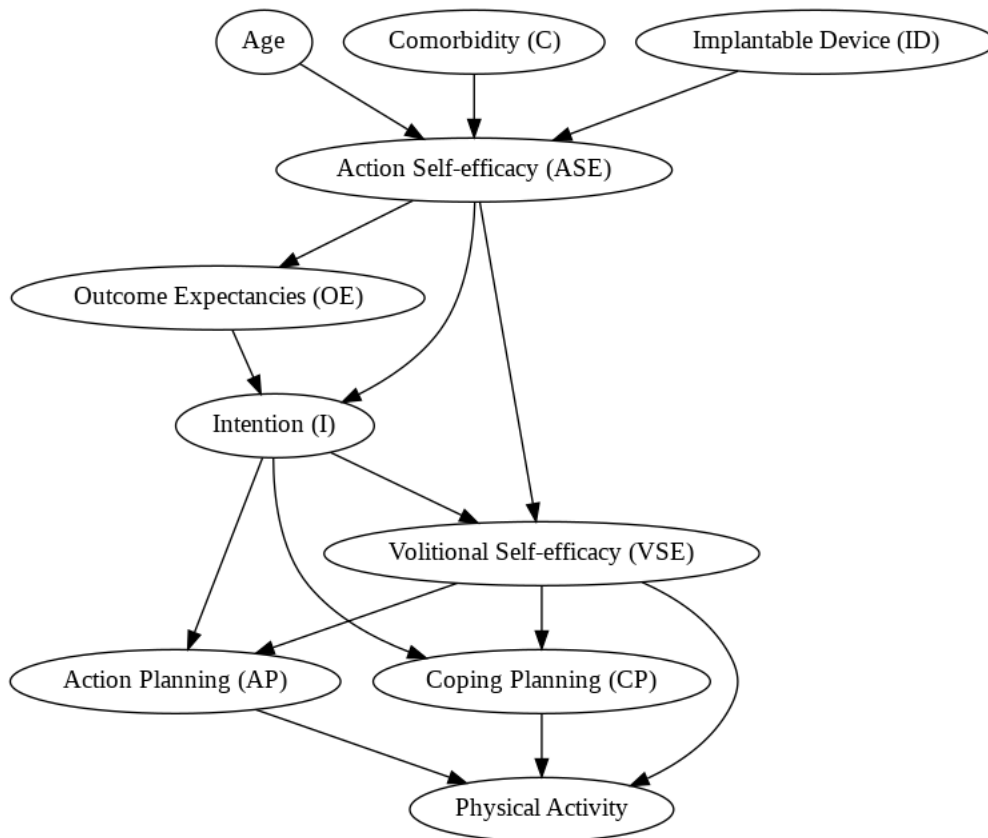 Age
Comorbidity (C)
Implantable Device (ID)
Action Self-efficacy (ASE)
Outcome Expectancies (OE)
Intention (I)
Volitional Self-efficacy (VSE)
Action Planning (AP)
Coping Planning (CP)
Physical Activity